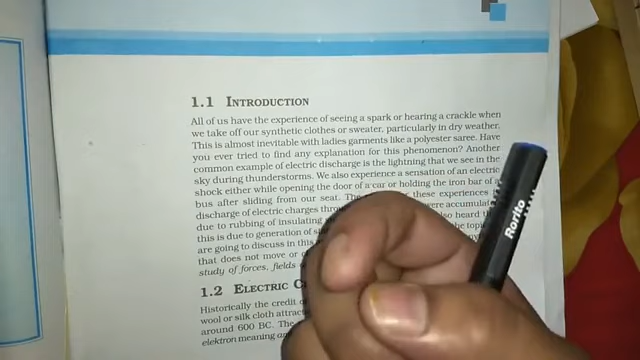 1.1 INTRODUCTION
All of us have the experience of seeing a spark or hearing a crackle when
we take off our synthetic clothes or sweater, particularly in dry weather.
This is almost inevitable with ladies garments like a polyester saree. Have
you ever tried to find any explanation for this phenomenon? Another
common example of electric discharge is the lightning that we see in the
sky during thunderstorms. We also experience a sensation of an electric
shock either while opening the door of a car or holding the iron bar of a
bus after sliding from our seat. The these experiences
discharge of electric charges were
due to rubbing of insulating also heard
this is due to generation of
are going to discuss in this
that does not move or
study of forces, fields
1.2 ELECTRIC
Historically the credit
wool or silk cloth
around 600 BC. The
elektron meaning
Rorito